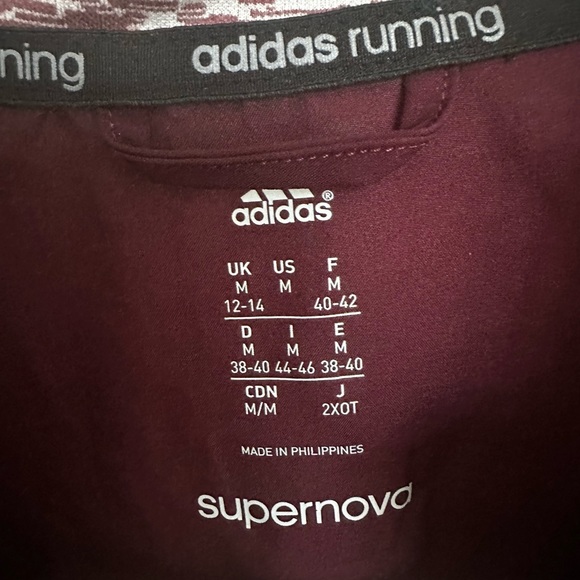 ning adidas running
adidas®
UK US F
M M M
12-14 40-42
D I E
M M M
38-40 44-46 38-40
CDN J
M/M 2XOT
MADE IN PHILIPPINES
supernova